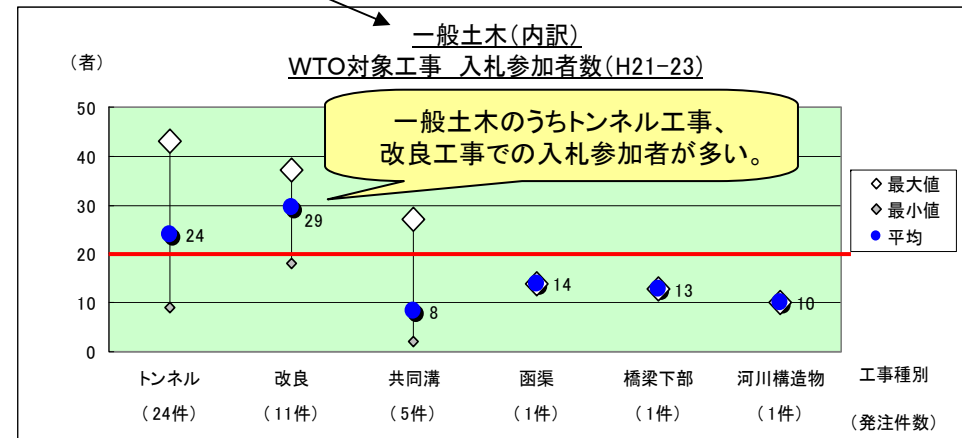 一般土木(内訳)
WTO対象工事 入札参加者数(H21-23)
(者)
一般土木のうちトンネル工事、
改良工事での入札参加者が多い。
50
40
30
20
10
0
24
29
8
14
13
10
最大値
最小値
平均
トンネル 改良 共同溝 函渠 橋梁下部 河川構造物 工事種別
(24件) (11件) (5件) (1件) (1件) (1件) (発注件数)